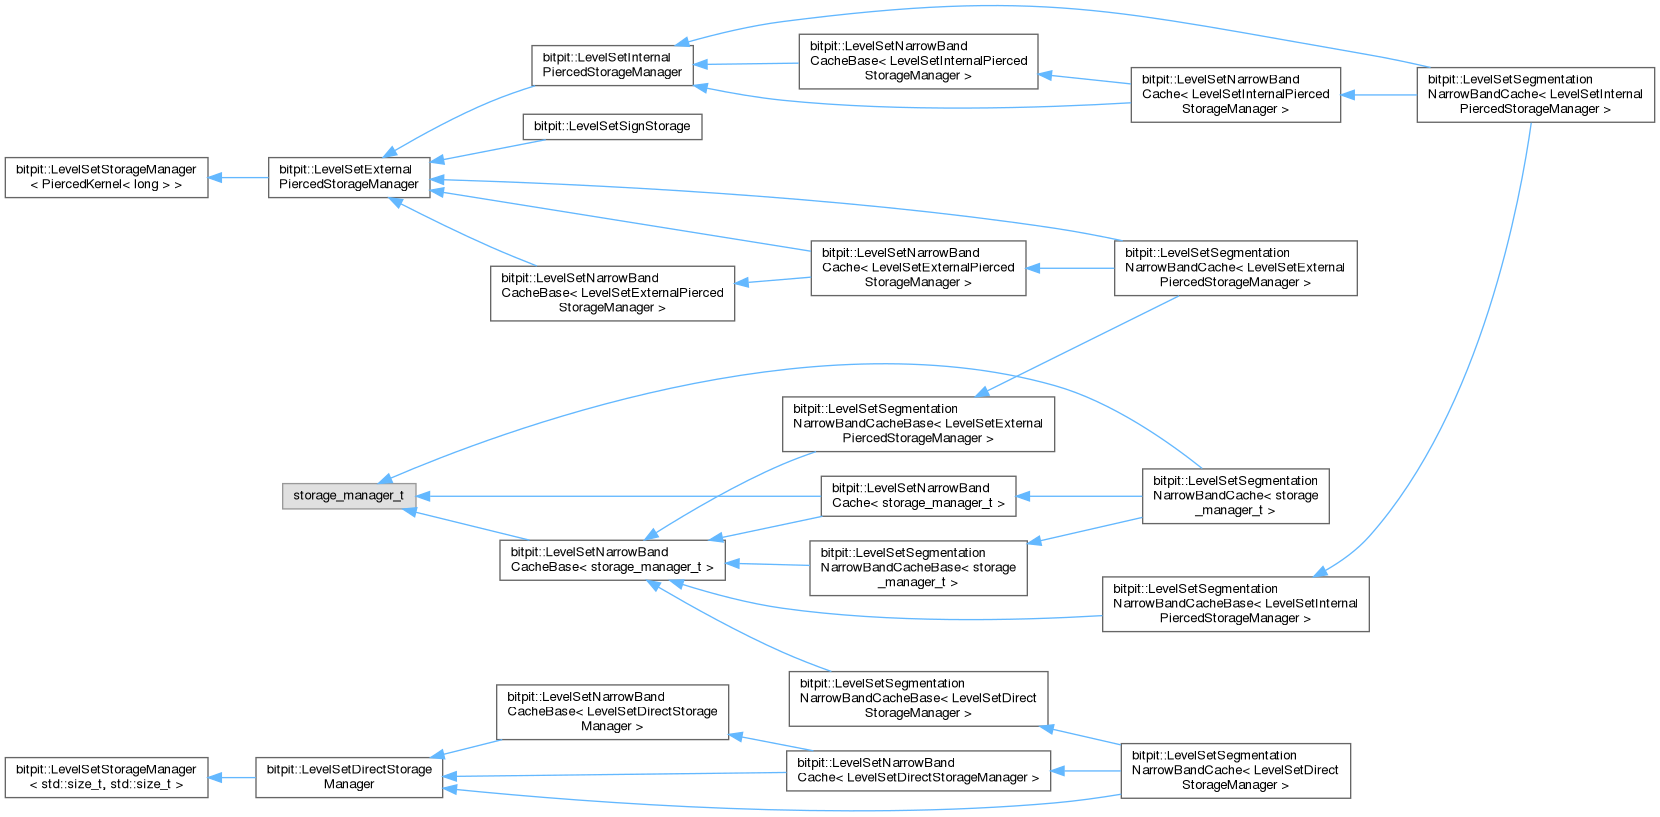 bitpit::LevelSetInternal
PiercedStorageManager
bitpit::LevelSetNarrowBand
CacheBase< LevelSetInternalPierced
StorageManager >
bitpit::LevelSetNarrowBand
Cache< LevelSetInternalPierced
StorageManager >
bitpit::LevelSetSegmentation
NarrowBandCache< LevelSetInternal
PiercedStorageManager >
bitpit::LevelSetSignStorage
bitpit::LevelSetStorageManager
< PiercedKernel< long > >
bitpit::LevelSetExternal
PiercedStorageManager
bitpit::LevelSetNarrowBand
CacheBase< LevelSetExternalPierced
StorageManager >
bitpit::LevelSetNarrowBand
Cache< LevelSetExternalPierced
StorageManager >
bitpit::LevelSetSegmentation
NarrowBandCache< LevelSetExternal
PiercedStorageManager >
bitpit::LevelSetSegmentation
NarrowBandCacheBase< LevelSetExternal
PiercedStorageManager >
storage_manager_t
bitpit::LevelSetNarrowBand
Cache< storage_manager_t >
bitpit::LevelSetSegmentation
NarrowBandCache< storage
_manager_t >
bitpit::LevelSetNarrowBand
CacheBase< storage_manager_t >
bitpit::LevelSetSegmentation
NarrowBandCacheBase< storage
_manager_t >
bitpit::LevelSetSegmentation
NarrowBandCacheBase< LevelSetInternal
PiercedStorageManager >
bitpit::LevelSetSegmentation
NarrowBandCacheBase< LevelSetDirect
StorageManager >
bitpit::LevelSetNarrowBand
CacheBase< LevelSetDirectStorage
Manager >
bitpit::LevelSetStorageManager
< std::size_t, std::size_t >
bitpit::LevelSetDirectStorage
Manager
bitpit::LevelSetNarrowBand
Cache< LevelSetDirectStorageManager >
bitpit::LevelSetSegmentation
NarrowBandCache< LevelSetDirect
StorageManager >